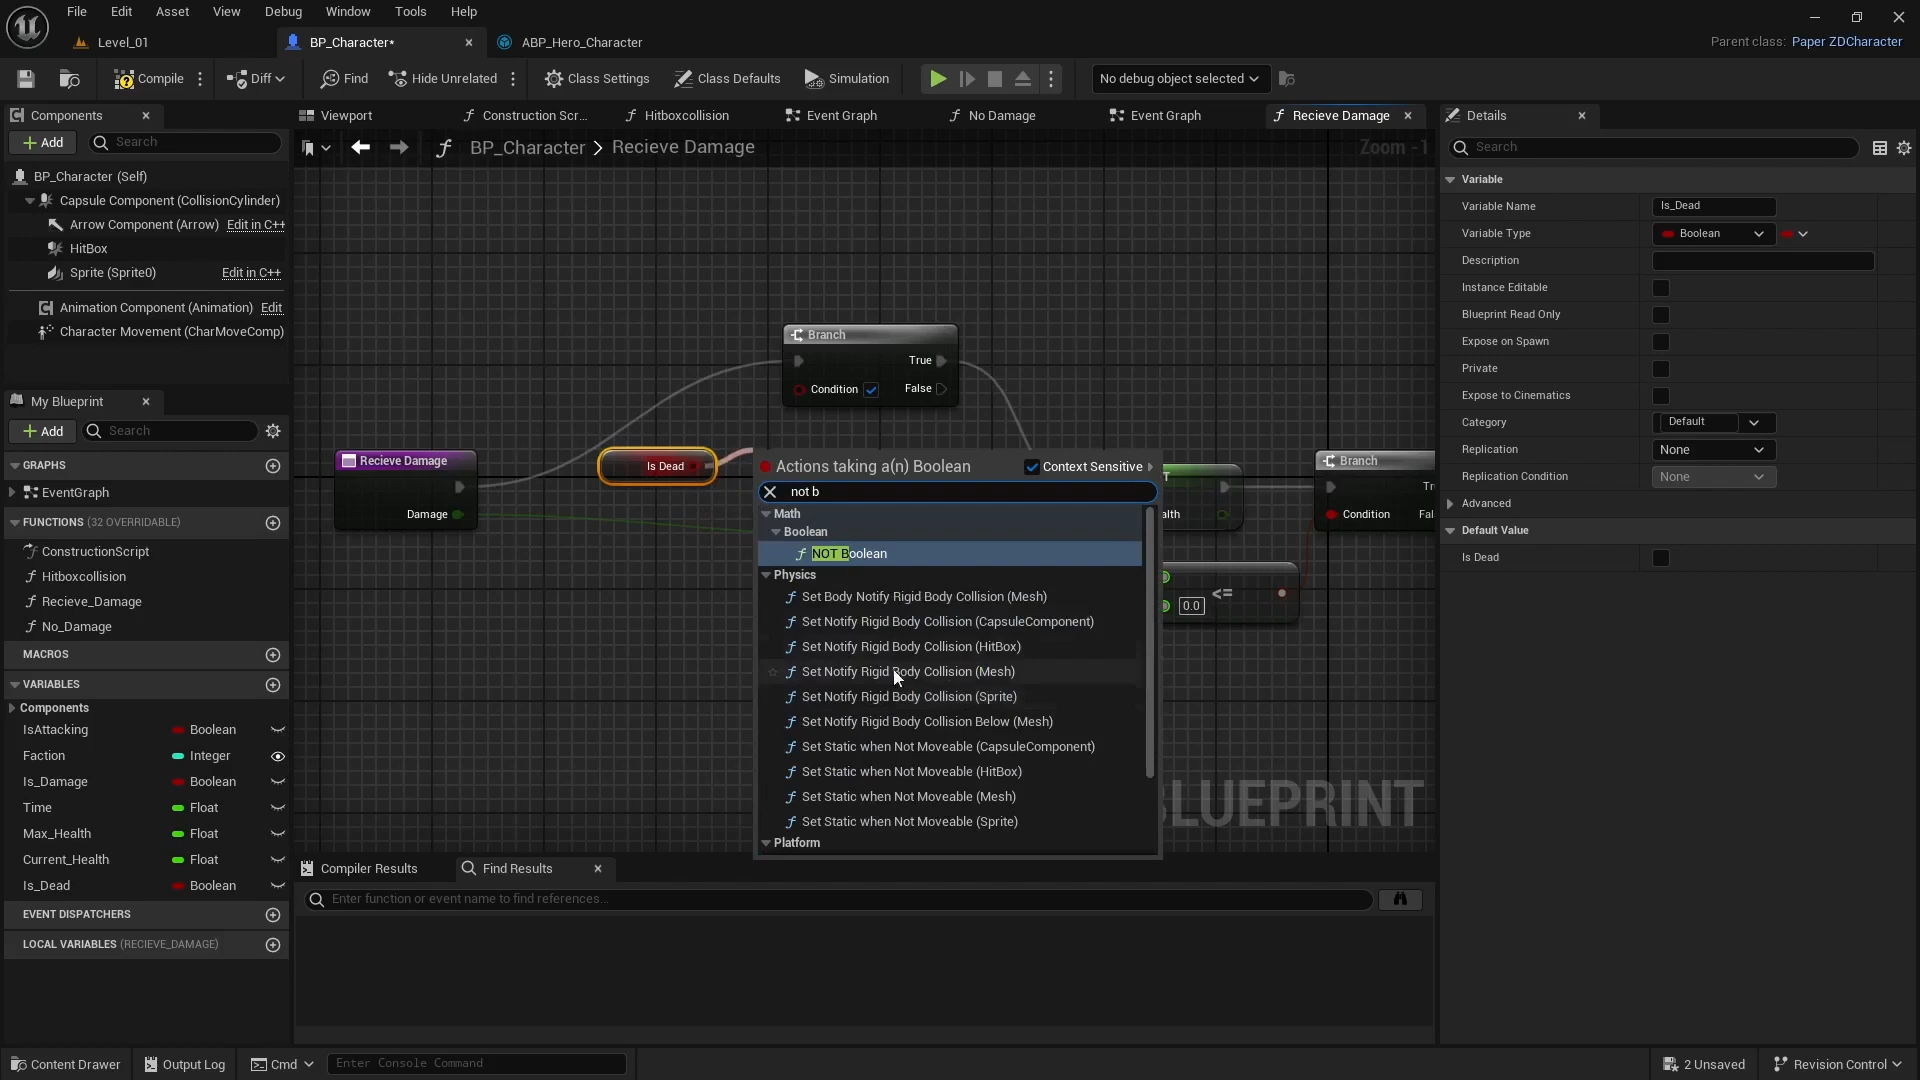 File Edit Asset View Debug Window Tools Help
Level_01 BP_Character* ABP_Hero_Character
Parent class: Paper ZDCharacter
Compile Diff Find Hide Unrelated Class Settings Class Defaults Simulation No debug object selected
Components
Add Search
BP_Character (Self)
Capsule Component (CollisionCylinder)
Arrow Component (Arrow) Edit in C++
HitBox
Sprite (Sprite0) Edit in C++
Animation Component (Animation) Edit
Character Movement (CharMoveComp)
My Blueprint
Add Search
GRAPHS
EventGraph
FUNCTIONS (32 OVERRIDABLE)
ConstructionScript
Hitboxcollision
Recieve_Damage
No_Damage
MACROS
VARIABLES
Components
IsAttacking Boolean
Faction Integer
Is_Damage Boolean
Time Float
Max_Health Float
Current_Health Float
Is_Dead Boolean
EVENT DISPATCHERS
LOCAL VARIABLES (RECIEVE_DAMAGE)
Viewport Construction Scr... Hitboxcollision Event Graph No Damage Event Graph Recieve Damage
BP_Character > Recieve Damage
Zoom -1
Branch
True
Condition False
Recieve Damage
Damage
Is Dead
Actions taking a(n) Boolean Context Sensitive
not b
Math
Boolean
NOT Boolean
Physics
Set Body Notify Rigid Body Collision (Mesh)
Set Notify Rigid Body Collision (CapsuleComponent)
Set Notify Rigid Body Collision (HitBox)
Set Notify Rigid Body Collision (Mesh)
Set Notify Rigid Body Collision (Sprite)
Set Notify Rigid Body Collision Below (Mesh)
Set Static when Not Moveable (CapsuleComponent)
Set Static when Not Moveable (HitBox)
Set Static when Not Moveable (Mesh)
Set Static when Not Moveable (Sprite)
Platform
T
alth
0.0 <=
Branch
Tr
Condition Fal
BLUEPRINT
Compiler Results Find Results
Enter function or event name to find references...
Details
Search
Variable
Variable Name Is_Dead
Variable Type Boolean
Description
Instance Editable
Blueprint Read Only
Expose on Spawn
Private
Expose to Cinematics
Category Default
Replication None
Replication Condition None
Advanced
Default Value
Is Dead
Content Drawer Output Log Cmd Enter Console Command 2 Unsaved Revision Control